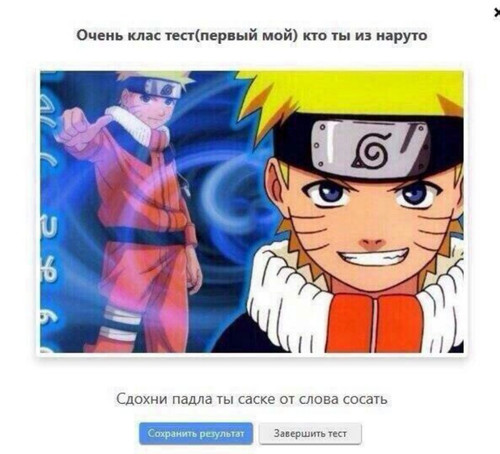 Очень клас тест(первый мой) кто ты из наруто
Сдохни падла ты саске от слова сосать
Сохранить результат
Завершить тест